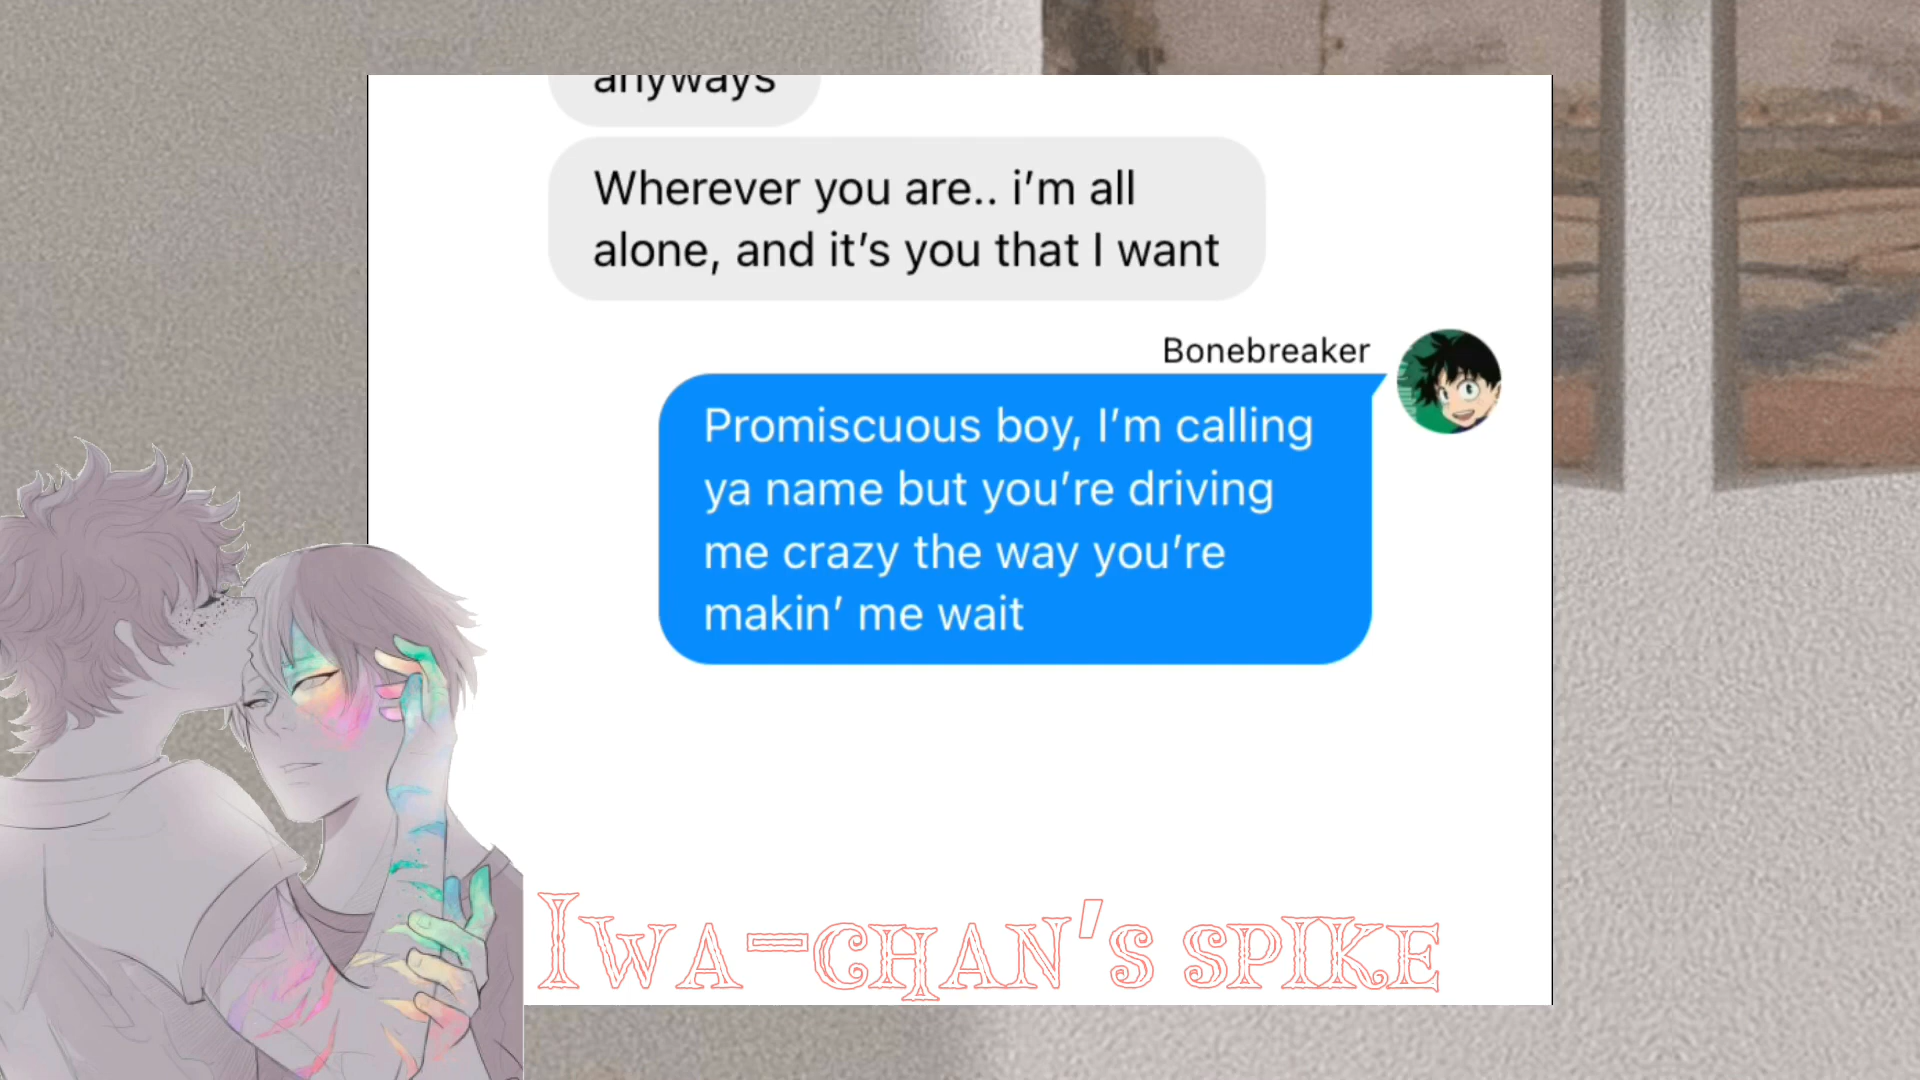 anyways
Wherever you are.. i’m all
alone, and it’s you that I want
Bonebreaker
Promiscuous boy, I’m calling
ya name but you’re driving
me crazy the way you’re
makin’ me wait
Iwa-chan's spike